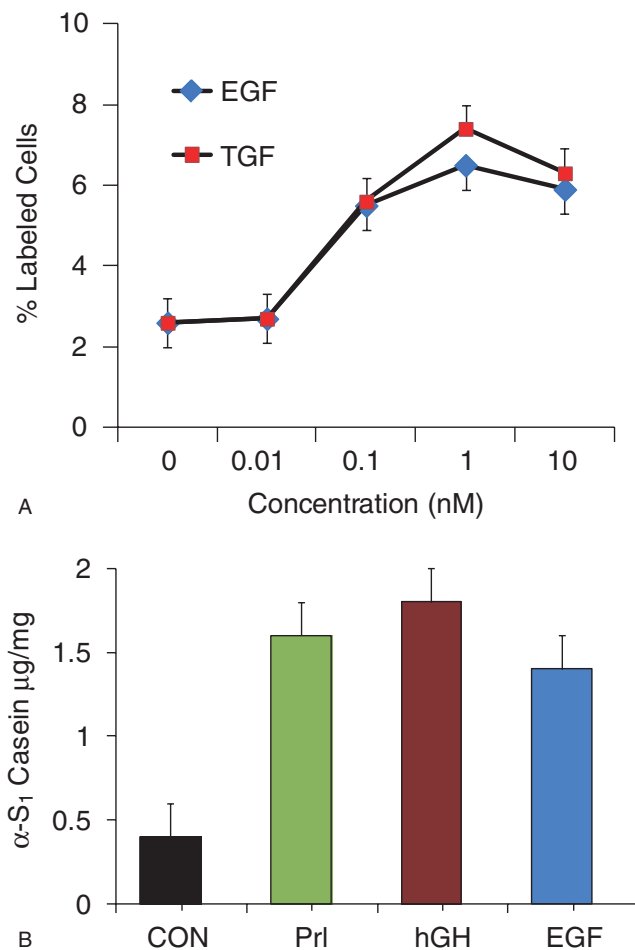 10
8
6
4
2
0
% Labeled Cells
EGF
TGF
0 0.01 0.1 1 10
Concentration (nM)
A
2
1.5
1
0.5
0
α-S₁ Casein µg/mg
CON Prl hGH EGF
B